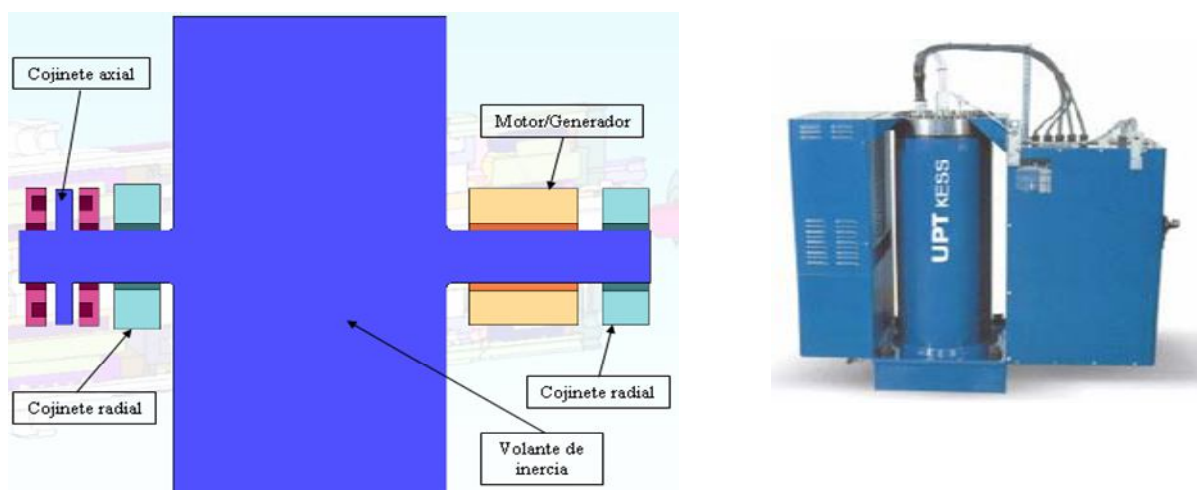 Cojinete axial
Motor/Generador
Cojinete radial
Cojinete radial
Volante de
inercia
UPT KESS